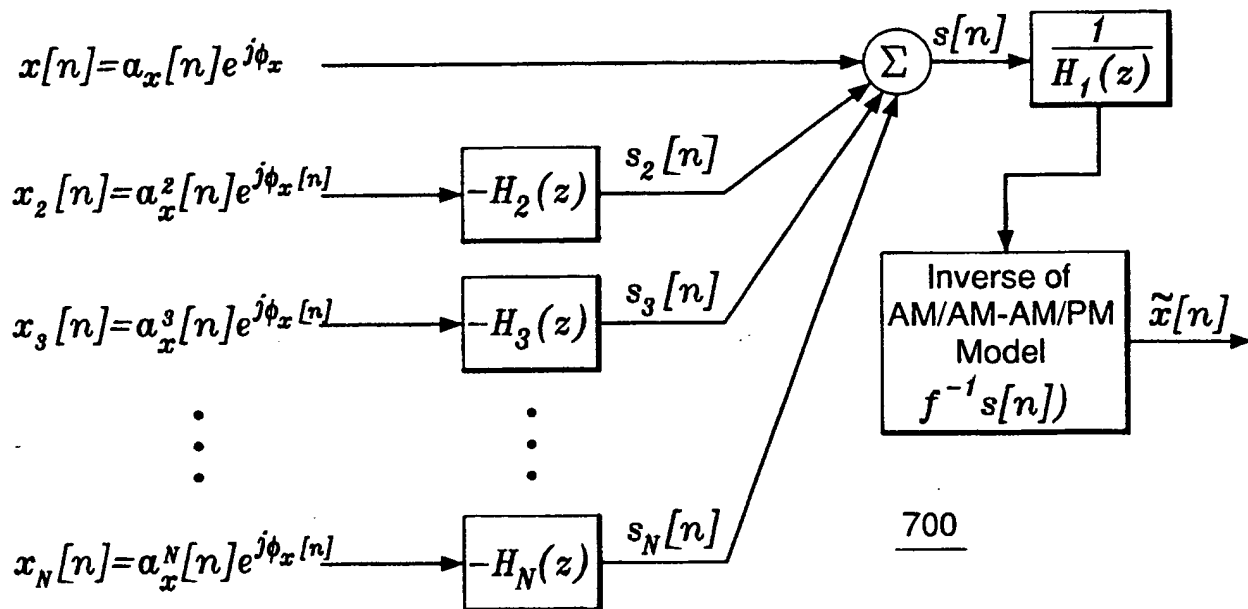 x[n]=a_x[n]e^{jϕ_x}
Σ
s[n]
1
H_1(z)
x_2[n]=a_x^2[n]e^{jϕ_x[n]}
-H_2(z)
s_2[n]
x_3[n]=a_x^3[n]e^{jϕ_x[n]}
-H_3(z)
s_3[n]
Inverse of
AM/AM-AM/PM
Model
f^{-1}s[n])
x̃[n]
x_N[n]=a_x^N[n]e^{jϕ_x[n]}
-H_N(z)
s_N[n]
700